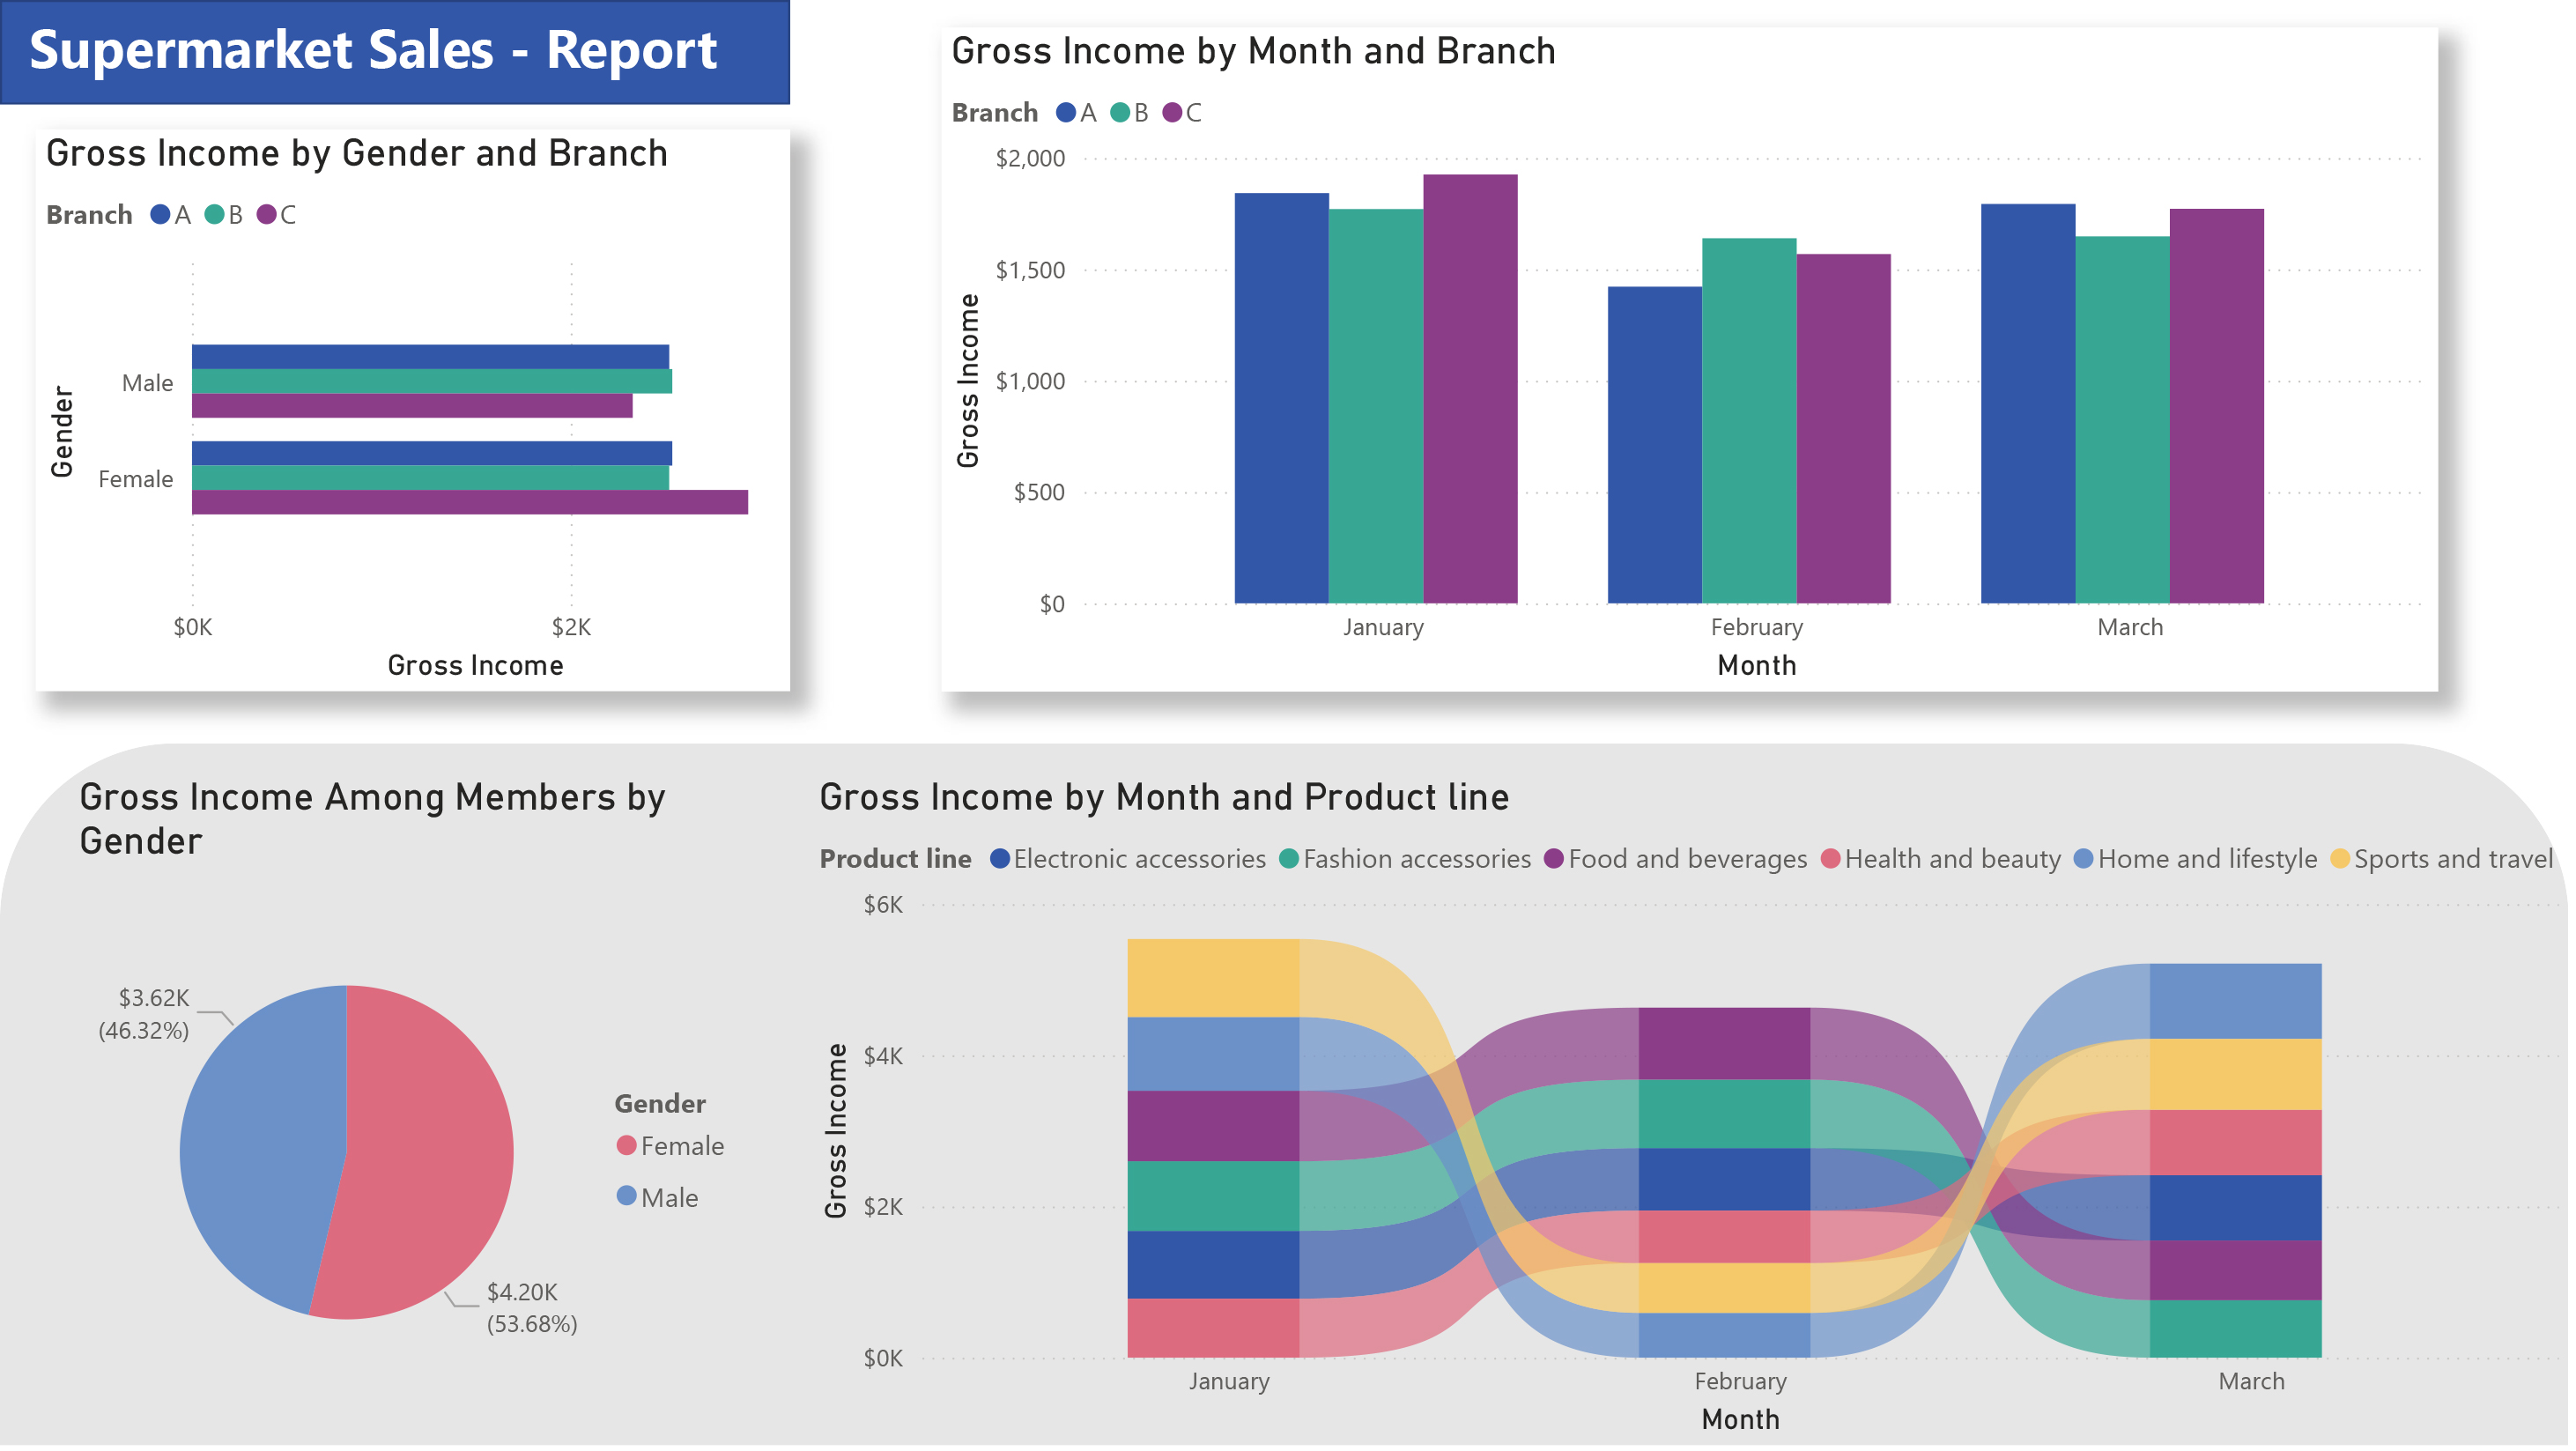 Supermarket Sales - Report
Gross Income by Gender and Branch
Branch A B C
Gender
Male
Female
$0K $2K
Gross Income
Gross Income by Month and Branch
Branch A B C
Gross Income
$2,000
$1,500
$1,000
$500
$0
January February March
Month
Gross Income Among Members by
Gender
$3.62K
(46.32%)
$4.20K
(53.68%)
Gender
Female
Male
Gross Income by Month and Product line
Product line Electronic accessories Fashion accessories Food and beverages Health and beauty Home and lifestyle Sports and travel
Gross Income
$6K
$4K
$2K
$0K
January February March
Month